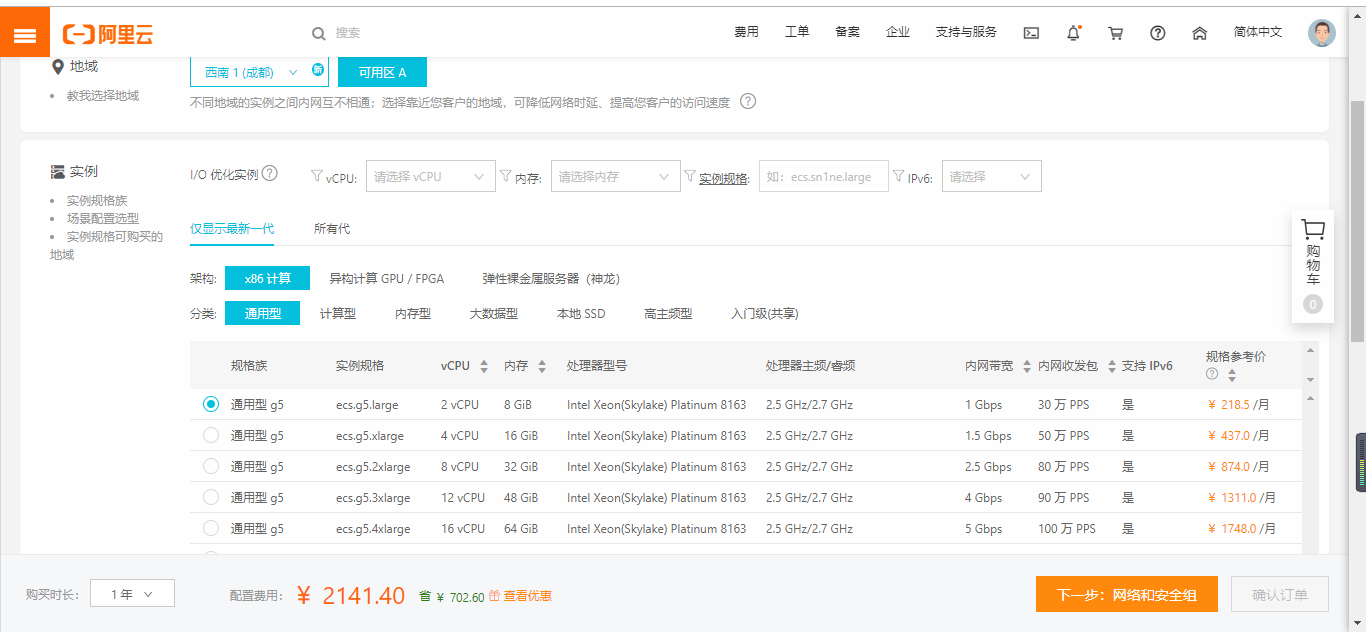 阿里云
搜索
费用 工单 备案 企业 支持与服务 简体中文
地域
教我选择地域
西南 1 (成都) 新 可用区 A
不同地域的实例之间内网互不相通；选择靠近您客户的地域，可降低网络时延、提高您客户的访问速度 ?
实例
实例规格族
场景配置选型
实例规格可购买的
地域
I/O 优化实例 ? vCPU: 请选择 vCPU 内存: 请选择内存 实例规格: 如：ecs.sn1ne.large IPv6: 请选择
仅显示最新一代 所有代
架构: x86 计算 异构计算 GPU / FPGA 弹性裸金属服务器（神龙）
分类: 通用型 计算型 内存型 大数据型 本地 SSD 高主频型 入门级(共享)
规格族 实例规格 vCPU 内存 处理器型号 处理器主频/睿频 内网带宽 内网收发包 支持 IPv6 规格参考价 ?
通用型 g5 ecs.g5.large 2 vCPU 8 GiB Intel Xeon(Skylake) Platinum 8163 2.5 GHz/2.7 GHz 1 Gbps 30 万 PPS 是 ¥ 218.5 /月
通用型 g5 ecs.g5.xlarge 4 vCPU 16 GiB Intel Xeon(Skylake) Platinum 8163 2.5 GHz/2.7 GHz 1.5 Gbps 50 万 PPS 是 ¥ 437.0 /月
通用型 g5 ecs.g5.2xlarge 8 vCPU 32 GiB Intel Xeon(Skylake) Platinum 8163 2.5 GHz/2.7 GHz 2.5 Gbps 80 万 PPS 是 ¥ 874.0 /月
通用型 g5 ecs.g5.3xlarge 12 vCPU 48 GiB Intel Xeon(Skylake) Platinum 8163 2.5 GHz/2.7 GHz 4 Gbps 90 万 PPS 是 ¥ 1311.0 /月
通用型 g5 ecs.g5.4xlarge 16 vCPU 64 GiB Intel Xeon(Skylake) Platinum 8163 2.5 GHz/2.7 GHz 5 Gbps 100 万 PPS 是 ¥ 1748.0 /月
购物车
0
购买时长: 1 年 配置费用: ¥ 2141.40 省 ¥ 702.60 查看优惠 下一步：网络和安全组 确认订单